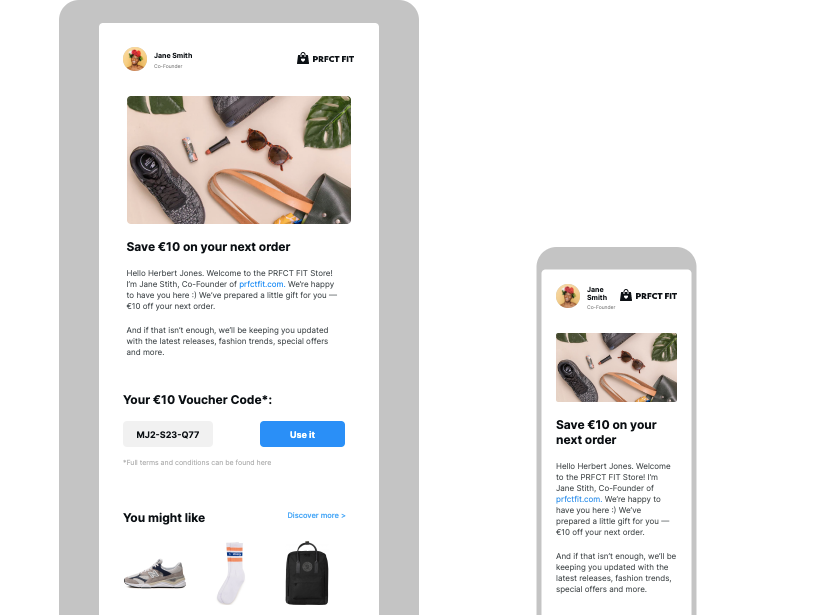 Jane Smith
Co-Founder
PRFCT FIT
Save €10 on your next order
Hello Herbert Jones. Welcome to the PRFCT FIT Store!
I'm Jane Smith, Co-Founder of prfctfit.com. We're happy
to have you here :) We've prepared a little gift for you —
€10 off your next order.
And if that isn't enough, we'll be keeping you updated
with the latest releases, fashion trends, special offers
and more.
Your €10 Voucher Code*:
MJ2-S23-Q77
Use it
*Full terms and conditions can be found here
You might like
Discover more >
Jane
Smith
Co-Founder
PRFCT FIT
Save €10 on your
next order
Hello Herbert Jones. Welcome
to the PRFCT FIT Store! I'm
Jane Stith, Co-Founder of
prfctfit.com. We're happy to
have you here :) We've
prepared a little gift for you —
€10 off your next order.
And if that isn't enough, we'll be
keeping you updated with the
latest releases, fashion trends,
special offers and more.